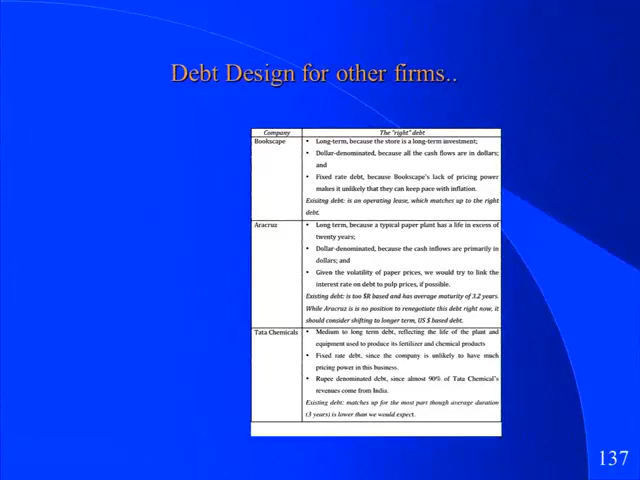 Debt Design for other firms..
Company The "right" debt
Bookscape • Long-term, because the store is a long-term investment;
• Dollar-denominated, because all the cash flows are in dollars;
and
• Fixed rate debt, because Bookscape's lack of pricing power
makes it unlikely that they can keep pace with inflation.
Exisitng debt: is an operating lease, which matches up to the right
debt.
Aracruz • Long term, because a typical paper plant has a life in excess of
twenty years;
• Dollar-denominated, because the cash inflows are primarily in
dollars; and
• Given the volatility of paper prices, we would try to link the
interest rate on debt to pulp prices, if possible.
Existing debt: is too $R based and has average maturity of 3.2 years.
While Aracruz is is no position to renegotiate this debt right now, it
should consider shifting to longer term, US $ based debt.
Tata Chemicals • Medium to long term debt, reflecting the life of the plant and
equipment used to produce its fertilizer and chemical products
• Fixed rate debt, since the company is unlikely to have much
pricing power in this business.
• Rupee denominated debt, since almost 90% of Tata Chemical's
revenues come from India.
Existing debt: matches up for the most part though average duration
(3 years) is lower than we would expect.
137